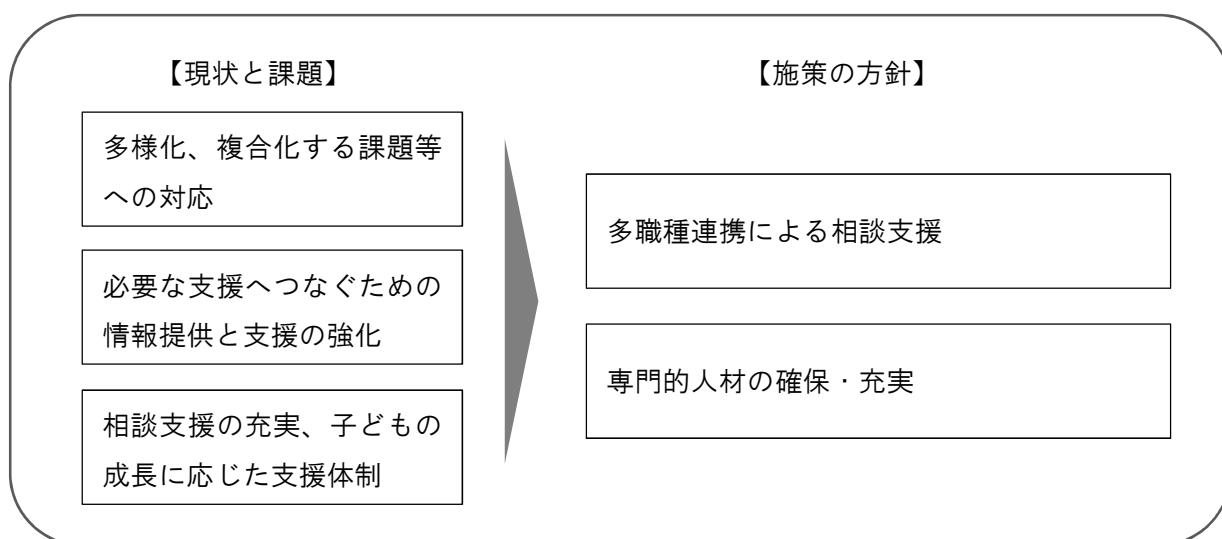 【現状と課題】
多様化、複合化する課題等
への対応
必要な支援へつなぐための
情報提供と支援の強化
相談支援の充実、子どもの
成長に応じた支援体制
【施策の方針】
多職種連携による相談支援
専門的人材の確保・充実